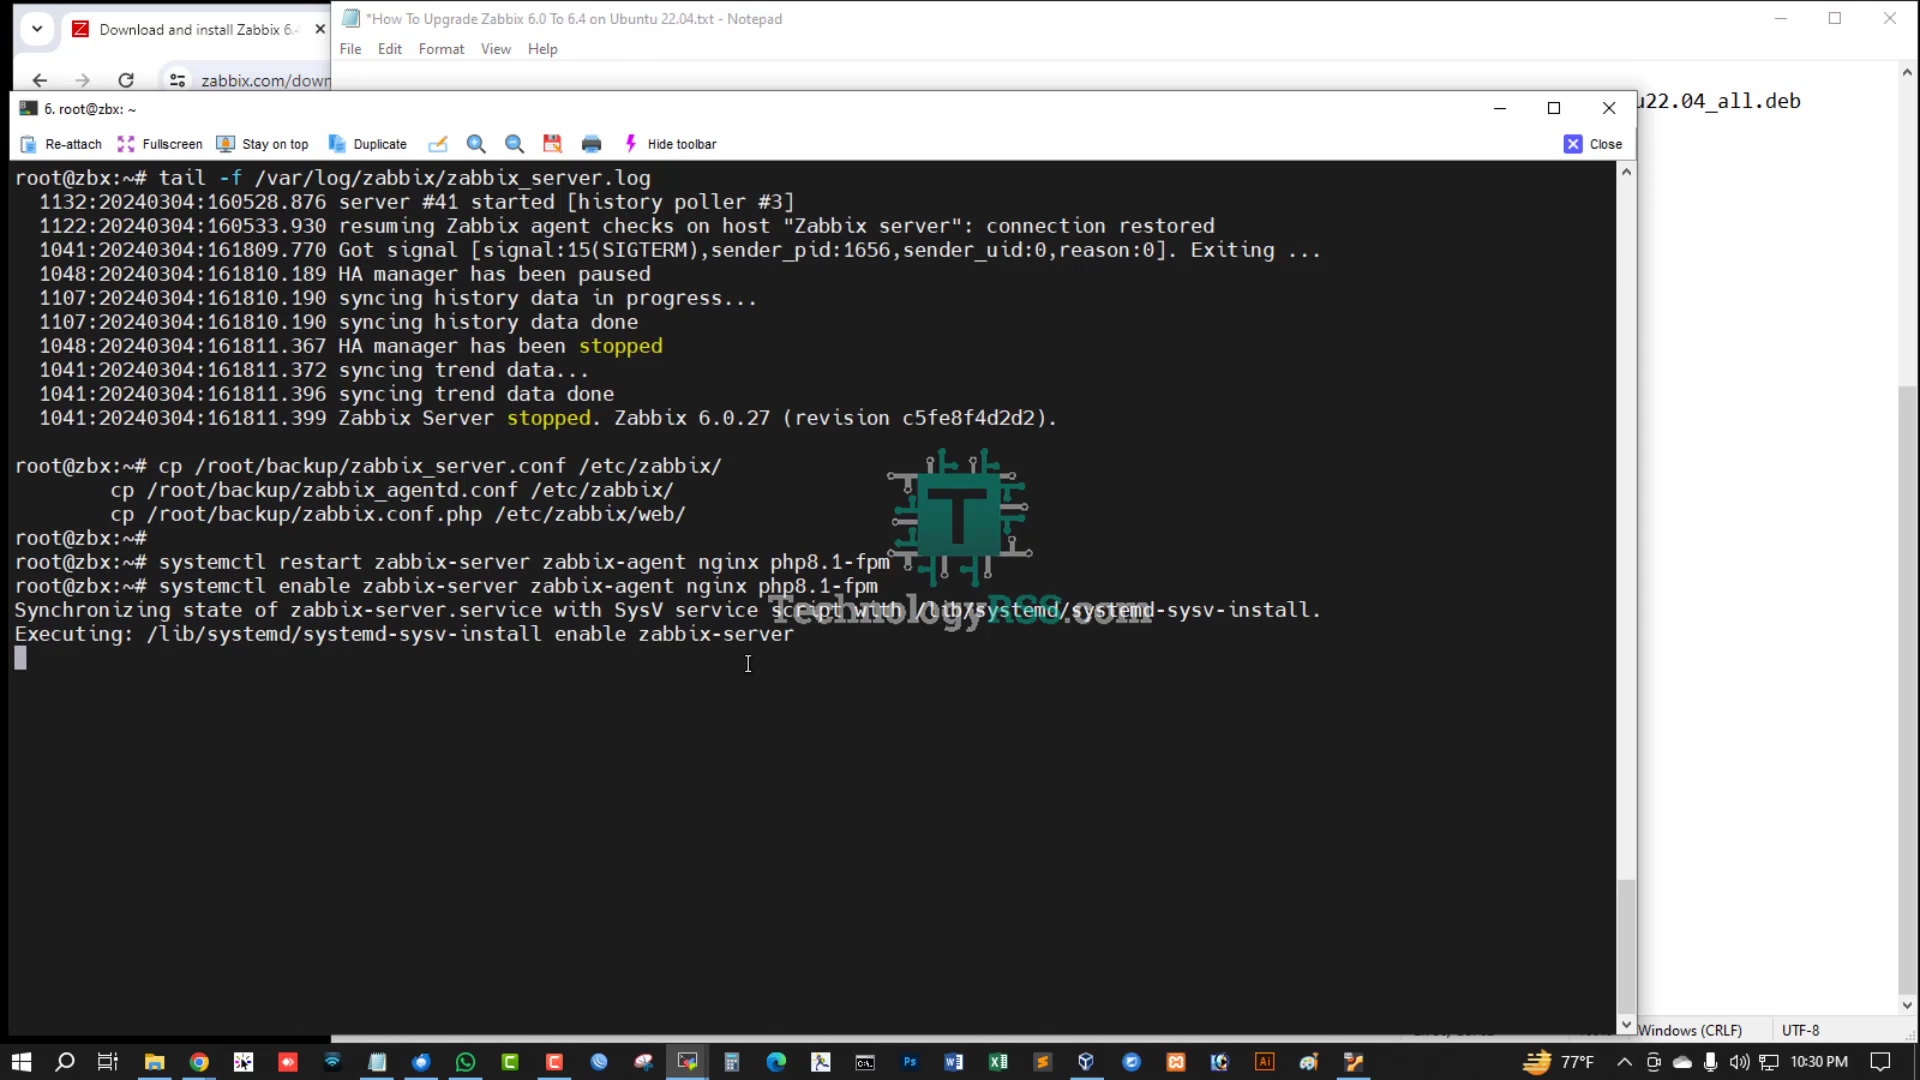 Download and install Zabbix 6.4
*How To Upgrade Zabbix 6.0 To 6.4 on Ubuntu 22.04.txt - Notepad
File Edit Format View Help
zabbix.com/down
u22.04_all.deb
6. root@zbx: ~
Re-attach Fullscreen Stay on top Duplicate Hide toolbar Close
root@zbx:~# tail -f /var/log/zabbix/zabbix_server.log
1132:20240304:160528.876 server #41 started [history poller #3]
1122:20240304:160533.930 resuming Zabbix agent checks on host "Zabbix server": connection restored
1041:20240304:161809.770 Got signal [signal:15(SIGTERM),sender_pid:1656,sender_uid:0,reason:0]. Exiting ...
1048:20240304:161810.189 HA manager has been paused
1107:20240304:161810.190 syncing history data in progress...
1107:20240304:161810.190 syncing history data done
1048:20240304:161811.367 HA manager has been stopped
1041:20240304:161811.372 syncing trend data...
1041:20240304:161811.396 syncing trend data done
1041:20240304:161811.399 Zabbix Server stopped. Zabbix 6.0.27 (revision c5fe8f4d2d2).
root@zbx:~# cp /root/backup/zabbix_server.conf /etc/zabbix/
cp /root/backup/zabbix_agentd.conf /etc/zabbix/
cp /root/backup/zabbix.conf.php /etc/zabbix/web/
root@zbx:~#
root@zbx:~# systemctl restart zabbix-server zabbix-agent nginx php8.1-fpm
root@zbx:~# systemctl enable zabbix-server zabbix-agent nginx php8.1-fpm
Synchronizing state of zabbix-server.service with SysV service script with /lib/systemd/systemd-sysv-install.
Executing: /lib/systemd/systemd-sysv-install enable zabbix-server
T
TechnologyRSS.com
Windows (CRLF) UTF-8
77°F 10:30 PM